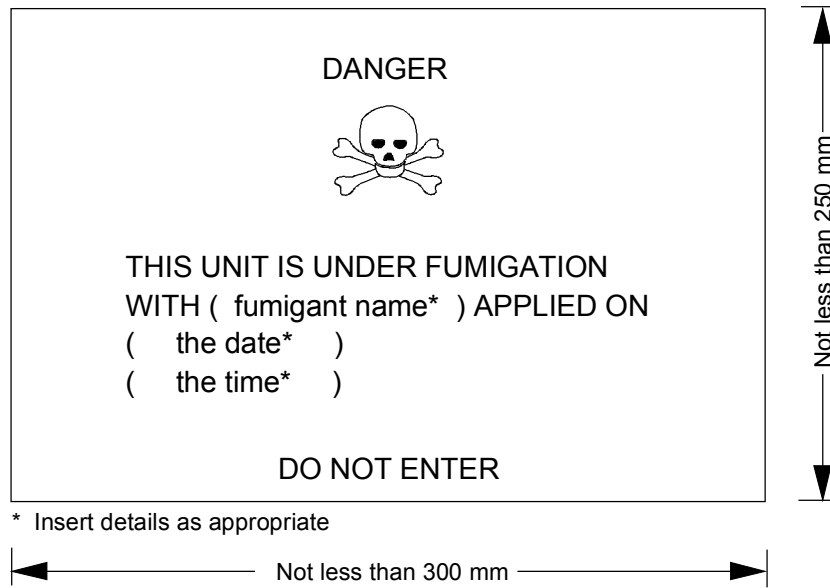 DANGER
THIS UNIT IS UNDER FUMIGATION
WITH ( fumigant name* ) APPLIED ON
( the date* )
( the time* )
DO NOT ENTER
* Insert details as appropriate
Not less than 300 mm
Not less than 250 mm